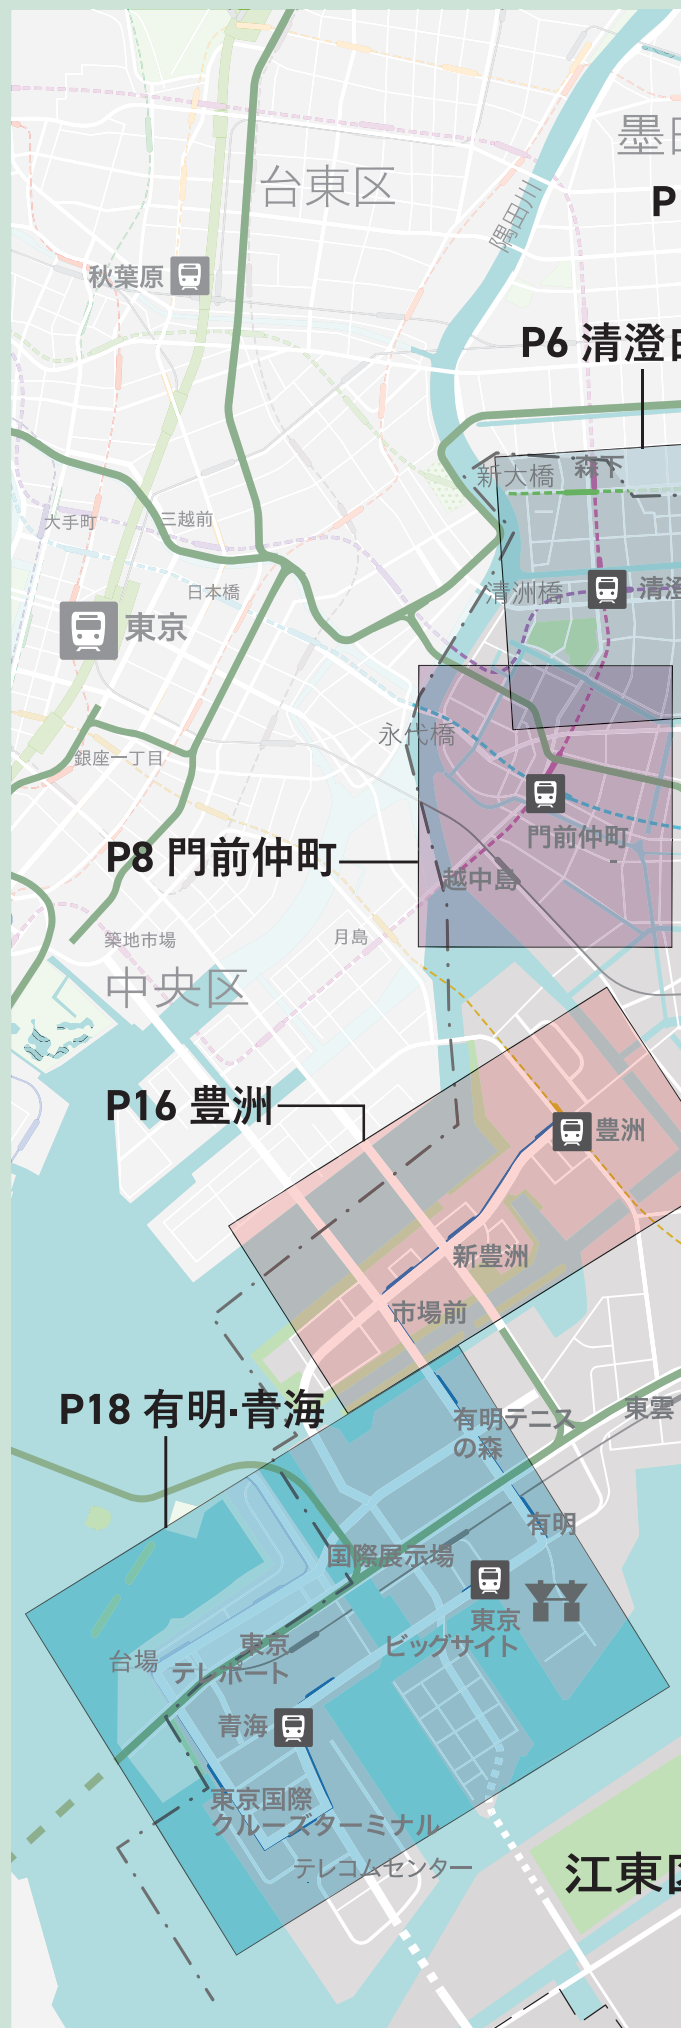 墨田
P
台東区
隅田川
秋葉原
P6 清澄白
新大橋
森下
大手町
三越前
清洲橋
清澄
日本橋
東京
永代橋
銀座一丁目
門前仲町
P8 門前仲町
越中島
築地市場
月島
中央区
P16 豊洲
豊洲
新豊洲
市場前
P18 有明･青海
有明テニス
の森
東雲
有明
国際展示場
東京
ビッグサイト
台場
東京
テレポート
青海
東京国際
クルーズターミナル
テレコムセンター
江東区